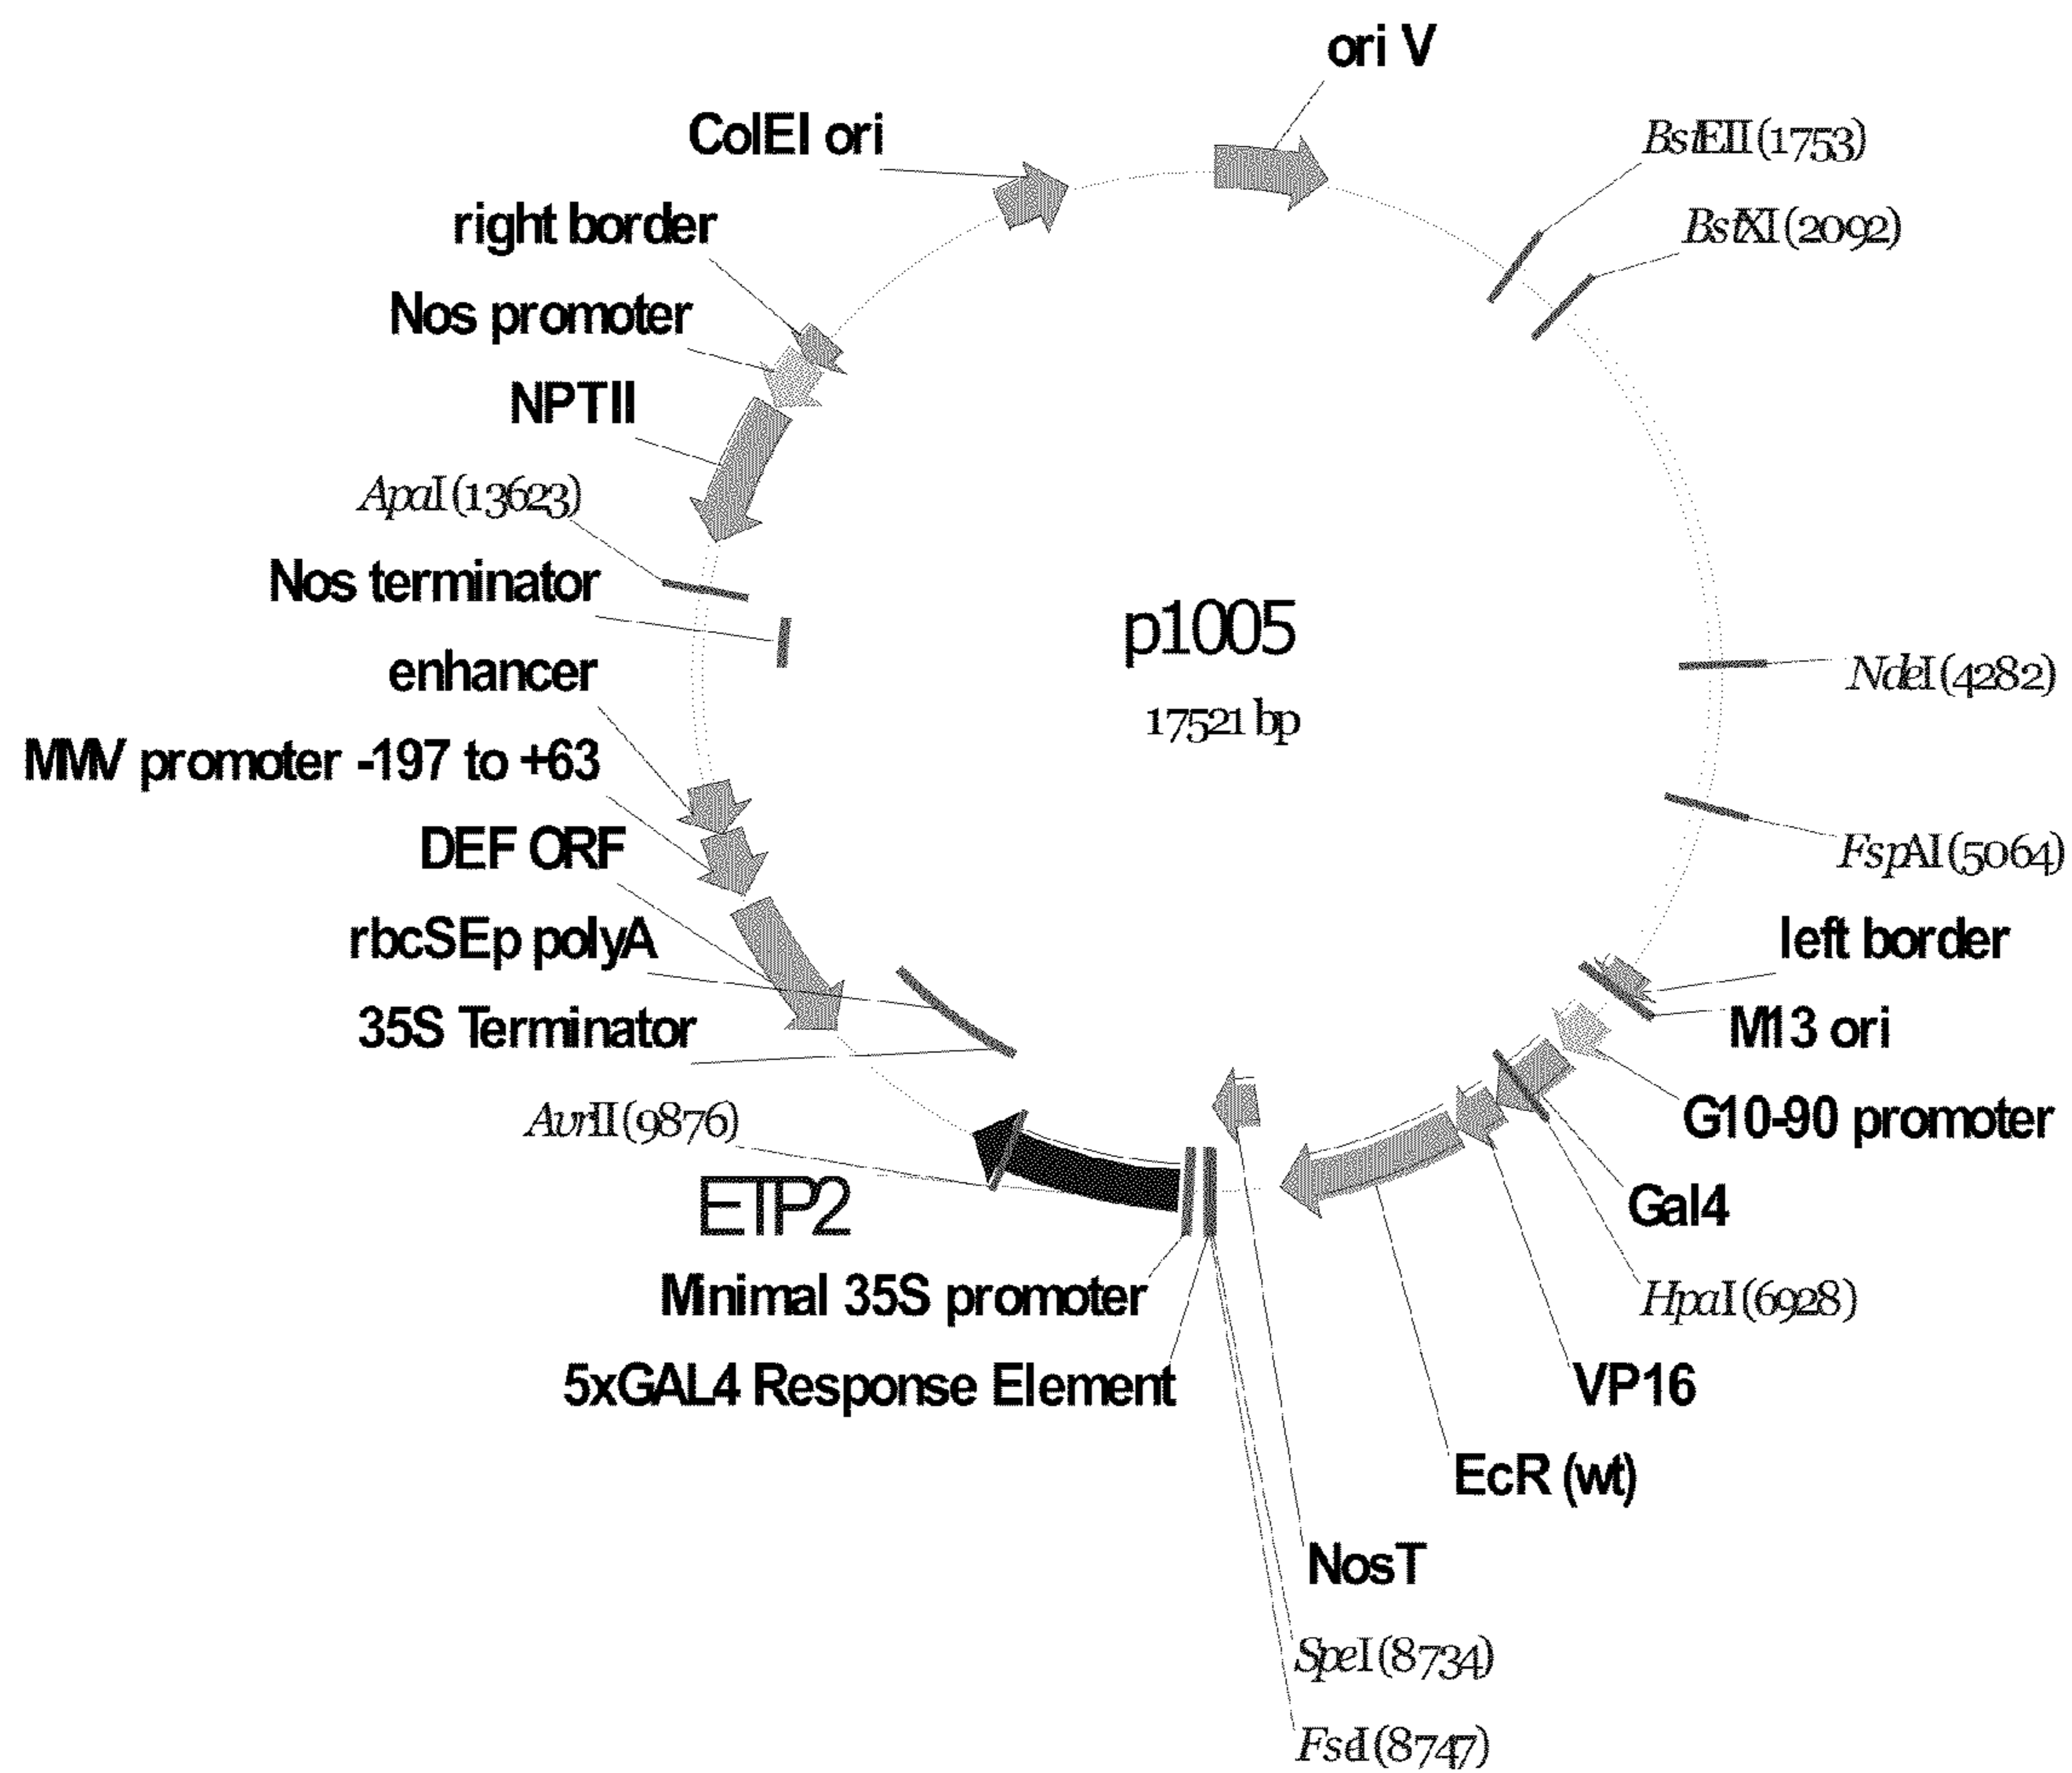 ori V
ColEI ori
BstEII (1753)
right border
BstXI (2092)
Nos promoter
NPTII
ApaI (13623)
Nos terminator
p1005
enhancer
NdeI (4282)
17521 bp
MMV promoter -197 to +63
DEF ORF
FspAI (5064)
rbcSEp polyA
left border
35S Terminator
M13 ori
AvrII (9876)
G10-90 promoter
ETP2
Gal4
Minimal 35S promoter
HpaI (6928)
5xGAL4 Response Element
VP16
EcR (wt)
NosT
SpeI (8734)
FseI (8747)